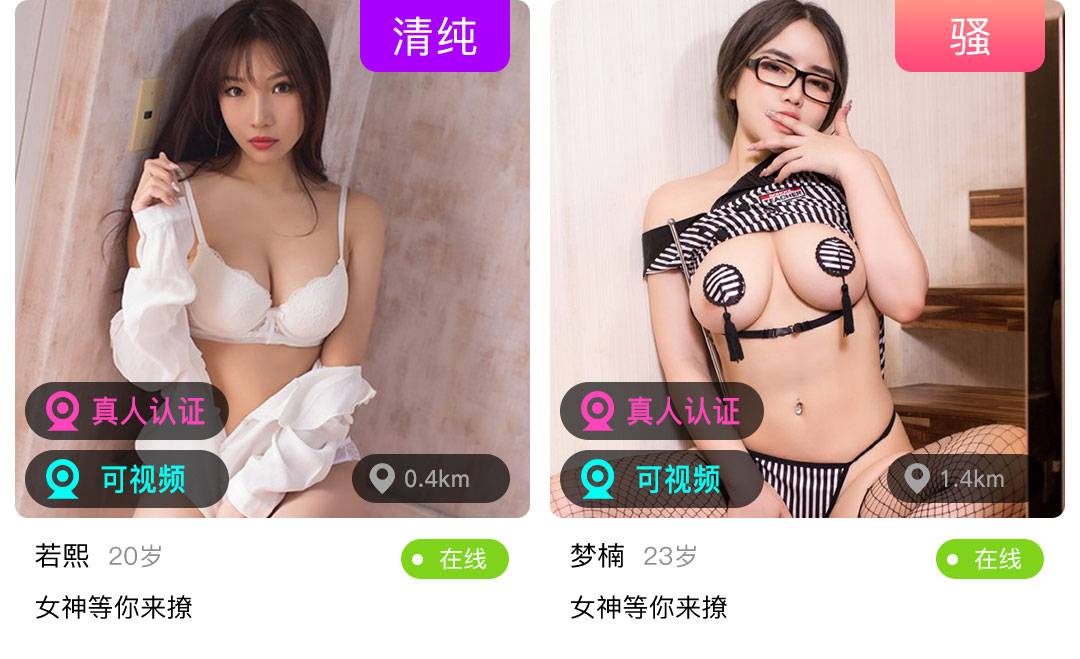 清纯
骚
TEACHER
真人认证
真人认证
可视频
0.4km
可视频
1.4km
若熙 20岁 在线
梦楠 23岁 在线
女神等你来撩
女神等你来撩